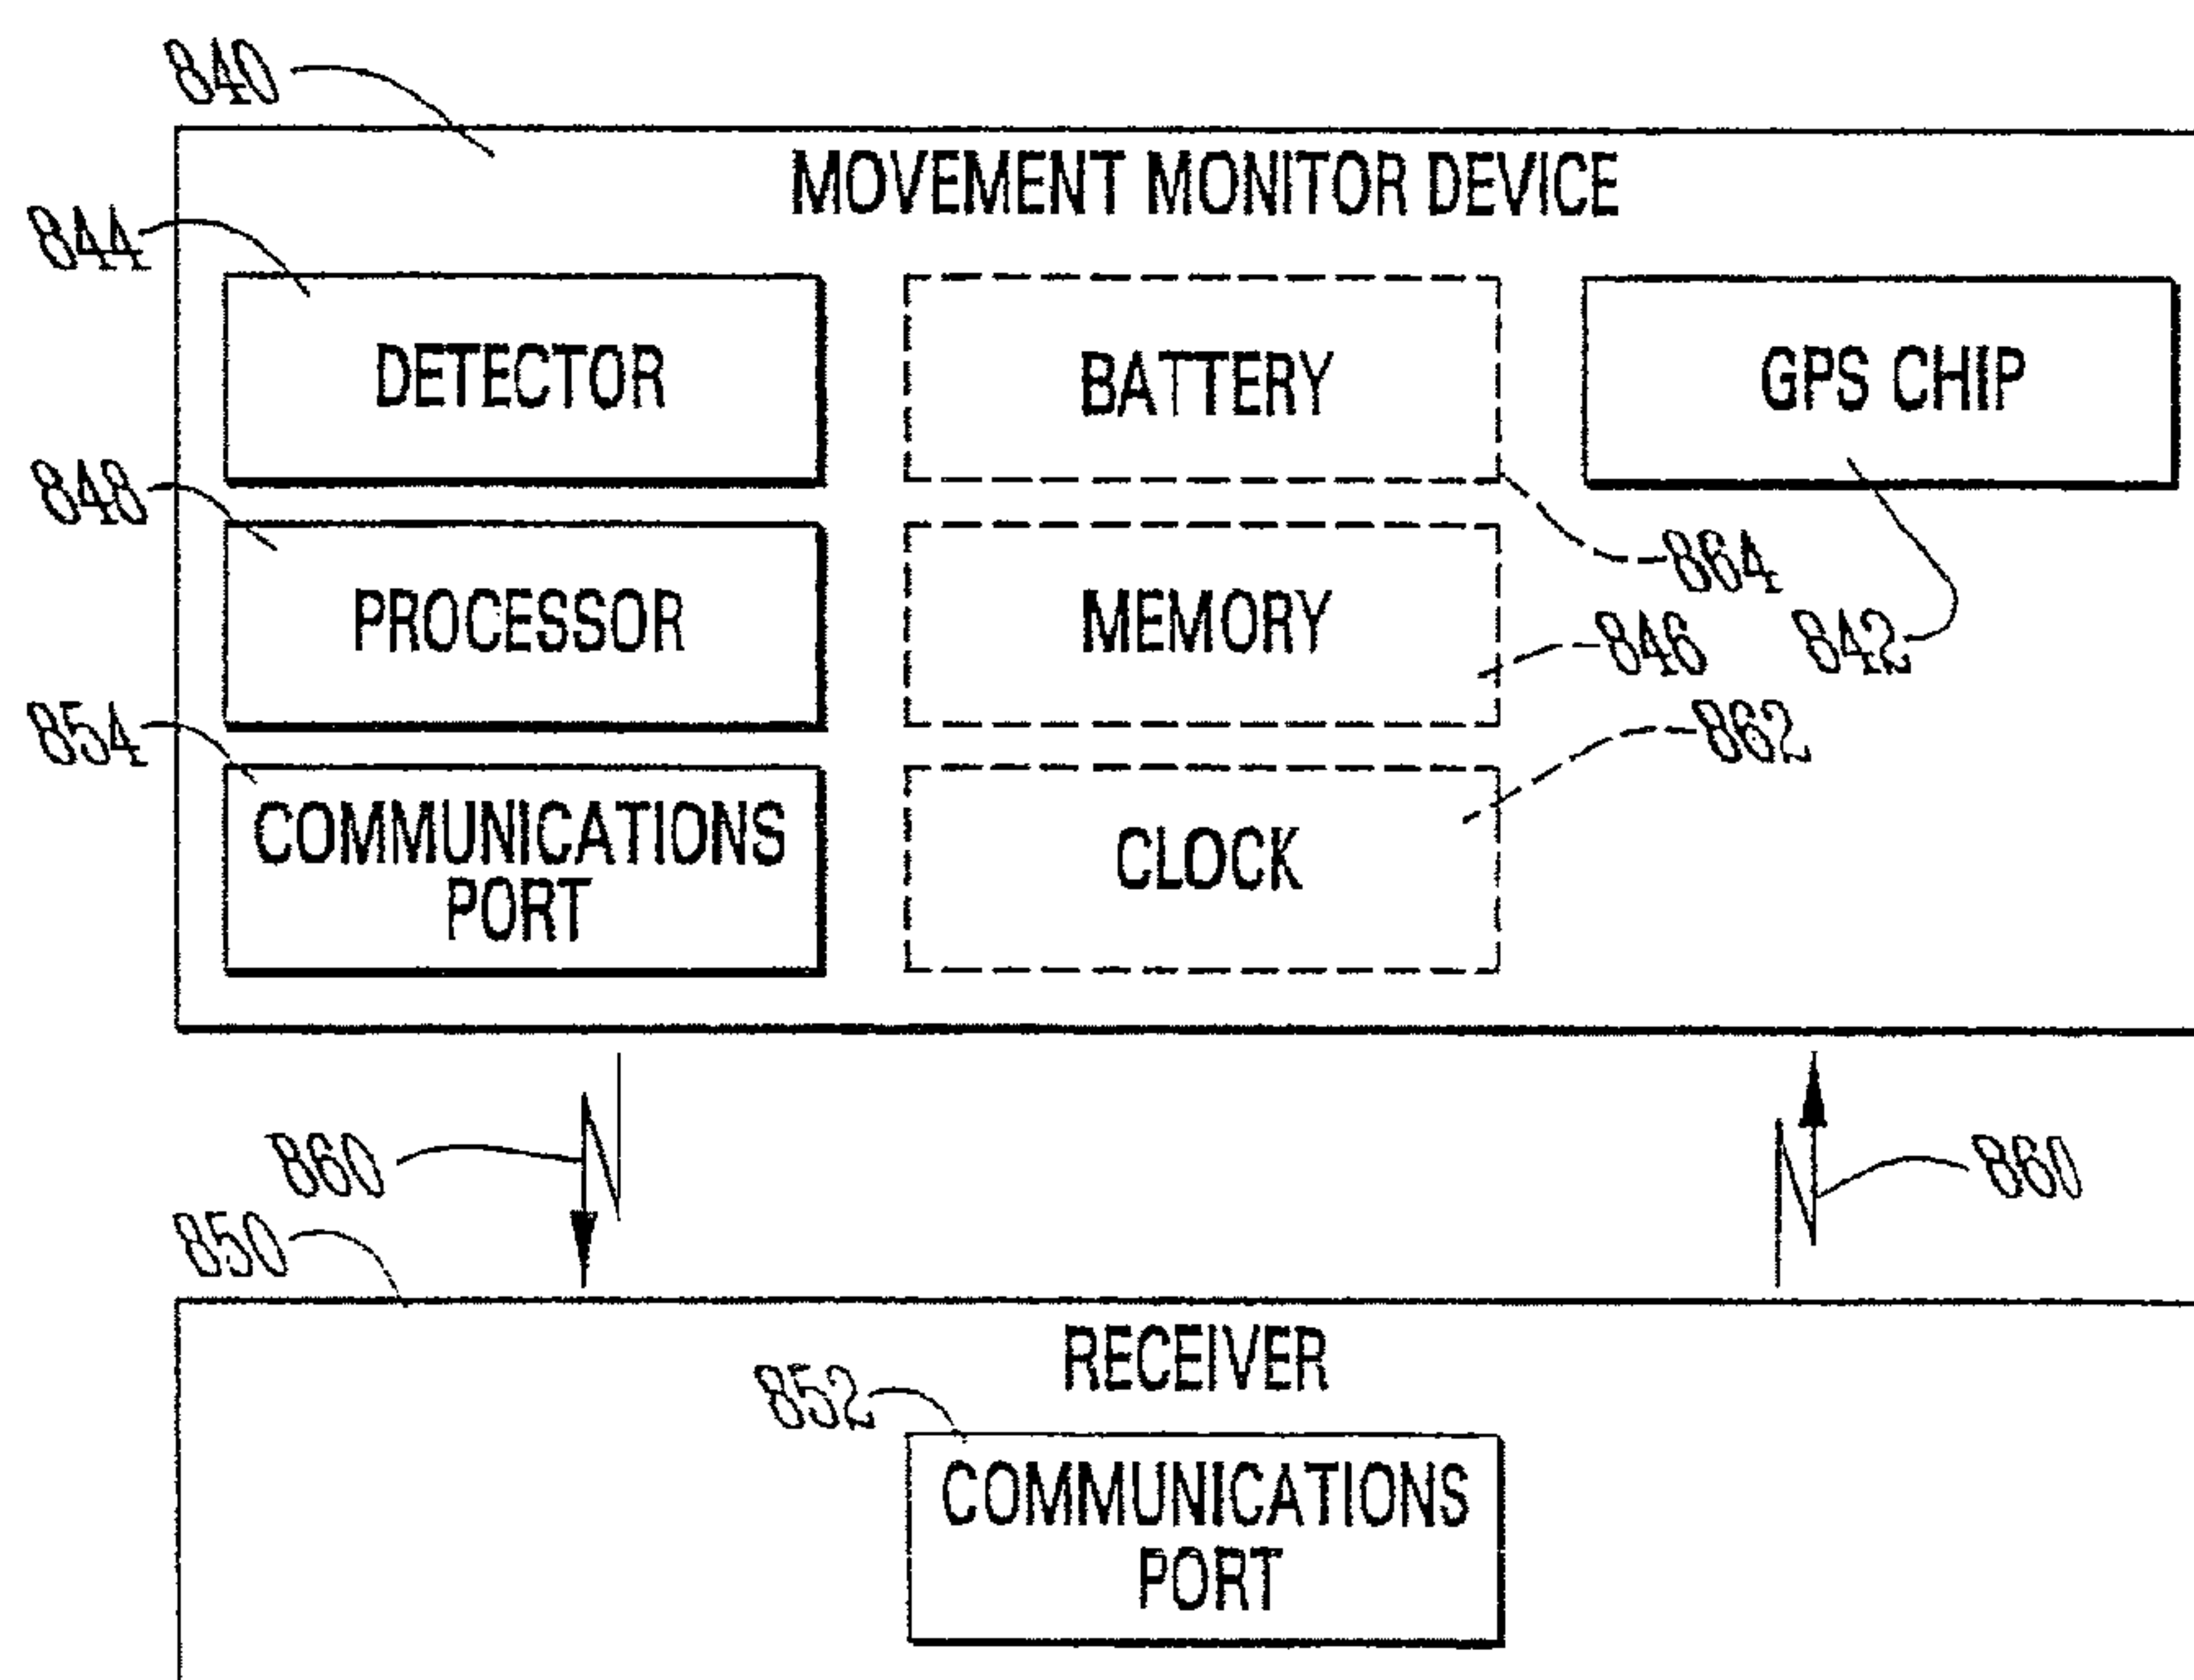 840
MOVEMENT MONITOR DEVICE
844
DETECTOR
BATTERY
GPS CHIP
848
864
PROCESSOR
MEMORY
846
842
854
862
COMMUNICATIONS
PORT
CLOCK
860
860
850
RECEIVER
852
COMMUNICATIONS
PORT